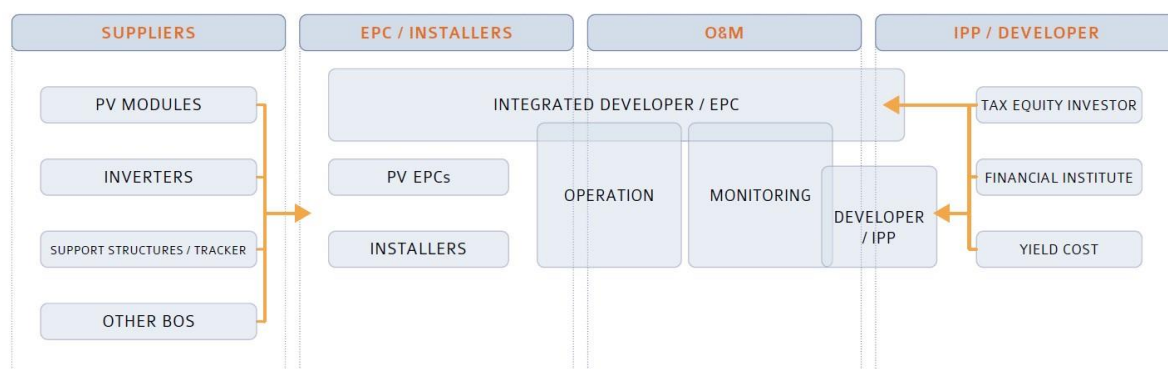 SUPPLIERS
EPC / INSTALLERS
O&M
IPP / DEVELOPER
PV MODULES
INVERTERS
SUPPORT STRUCTURES / TRACKER
OTHER BOS
INTEGRATED DEVELOPER / EPC
PV EPCs
INSTALLERS
OPERATION
MONITORING
DEVELOPER
/ IPP
TAX EQUITY INVESTOR
FINANCIAL INSTITUTE
YIELD COST